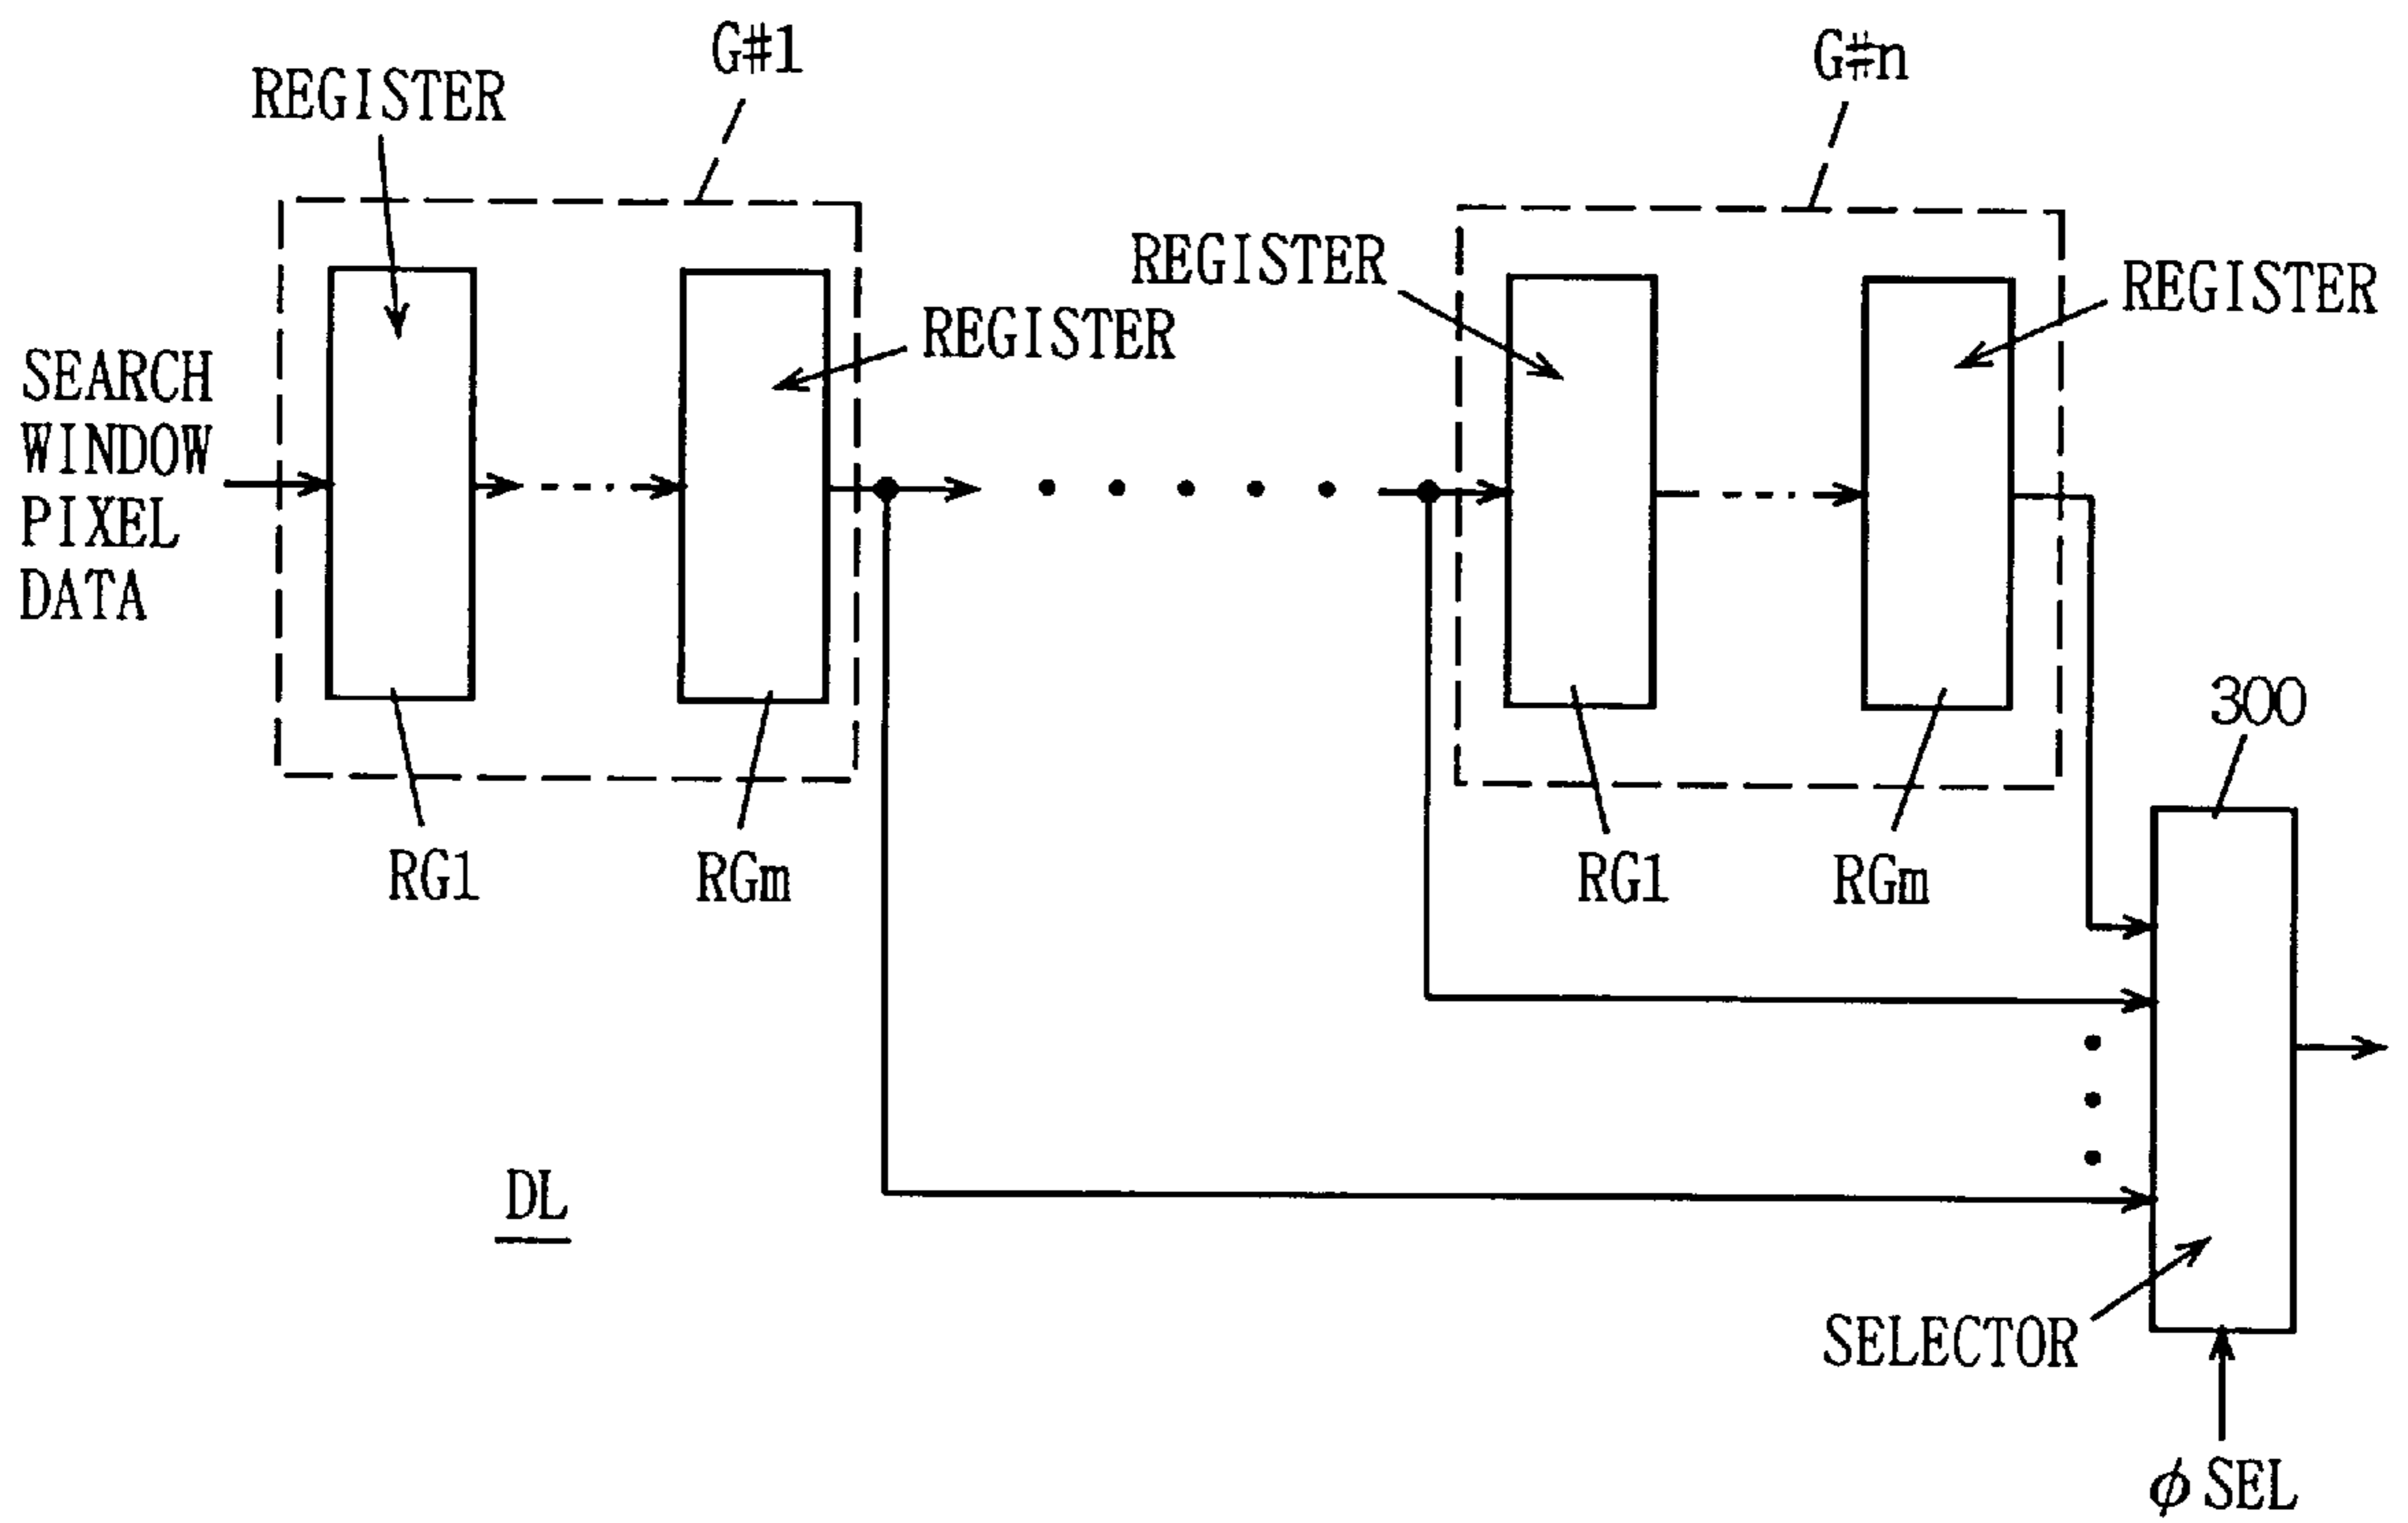 G#1
G#n
REGISTER
REGISTER
REGISTER
REGISTER
SEARCH
WINDOW
PIXEL
DATA
300
RG1
RGm
RG1
RGm
DL
SELECTOR
ϕSEL